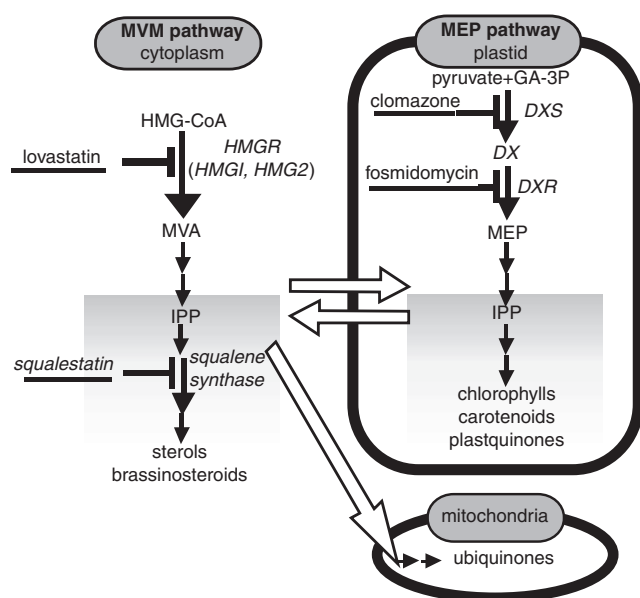 MVM pathway
cytoplasm
HMG-CoA
lovastatin
HMGR
(HMGI, HMG2)
MVA
IPP
squalestatin
squalene
synthase
sterols
brassinosteroids
MEP pathway
plastid
pyruvate+GA-3P
clomazone
DXS
DX
fosmidomycin
DXR
MEP
IPP
chlorophylls
carotenoids
plastquinones
mitochondria
ubiquinones